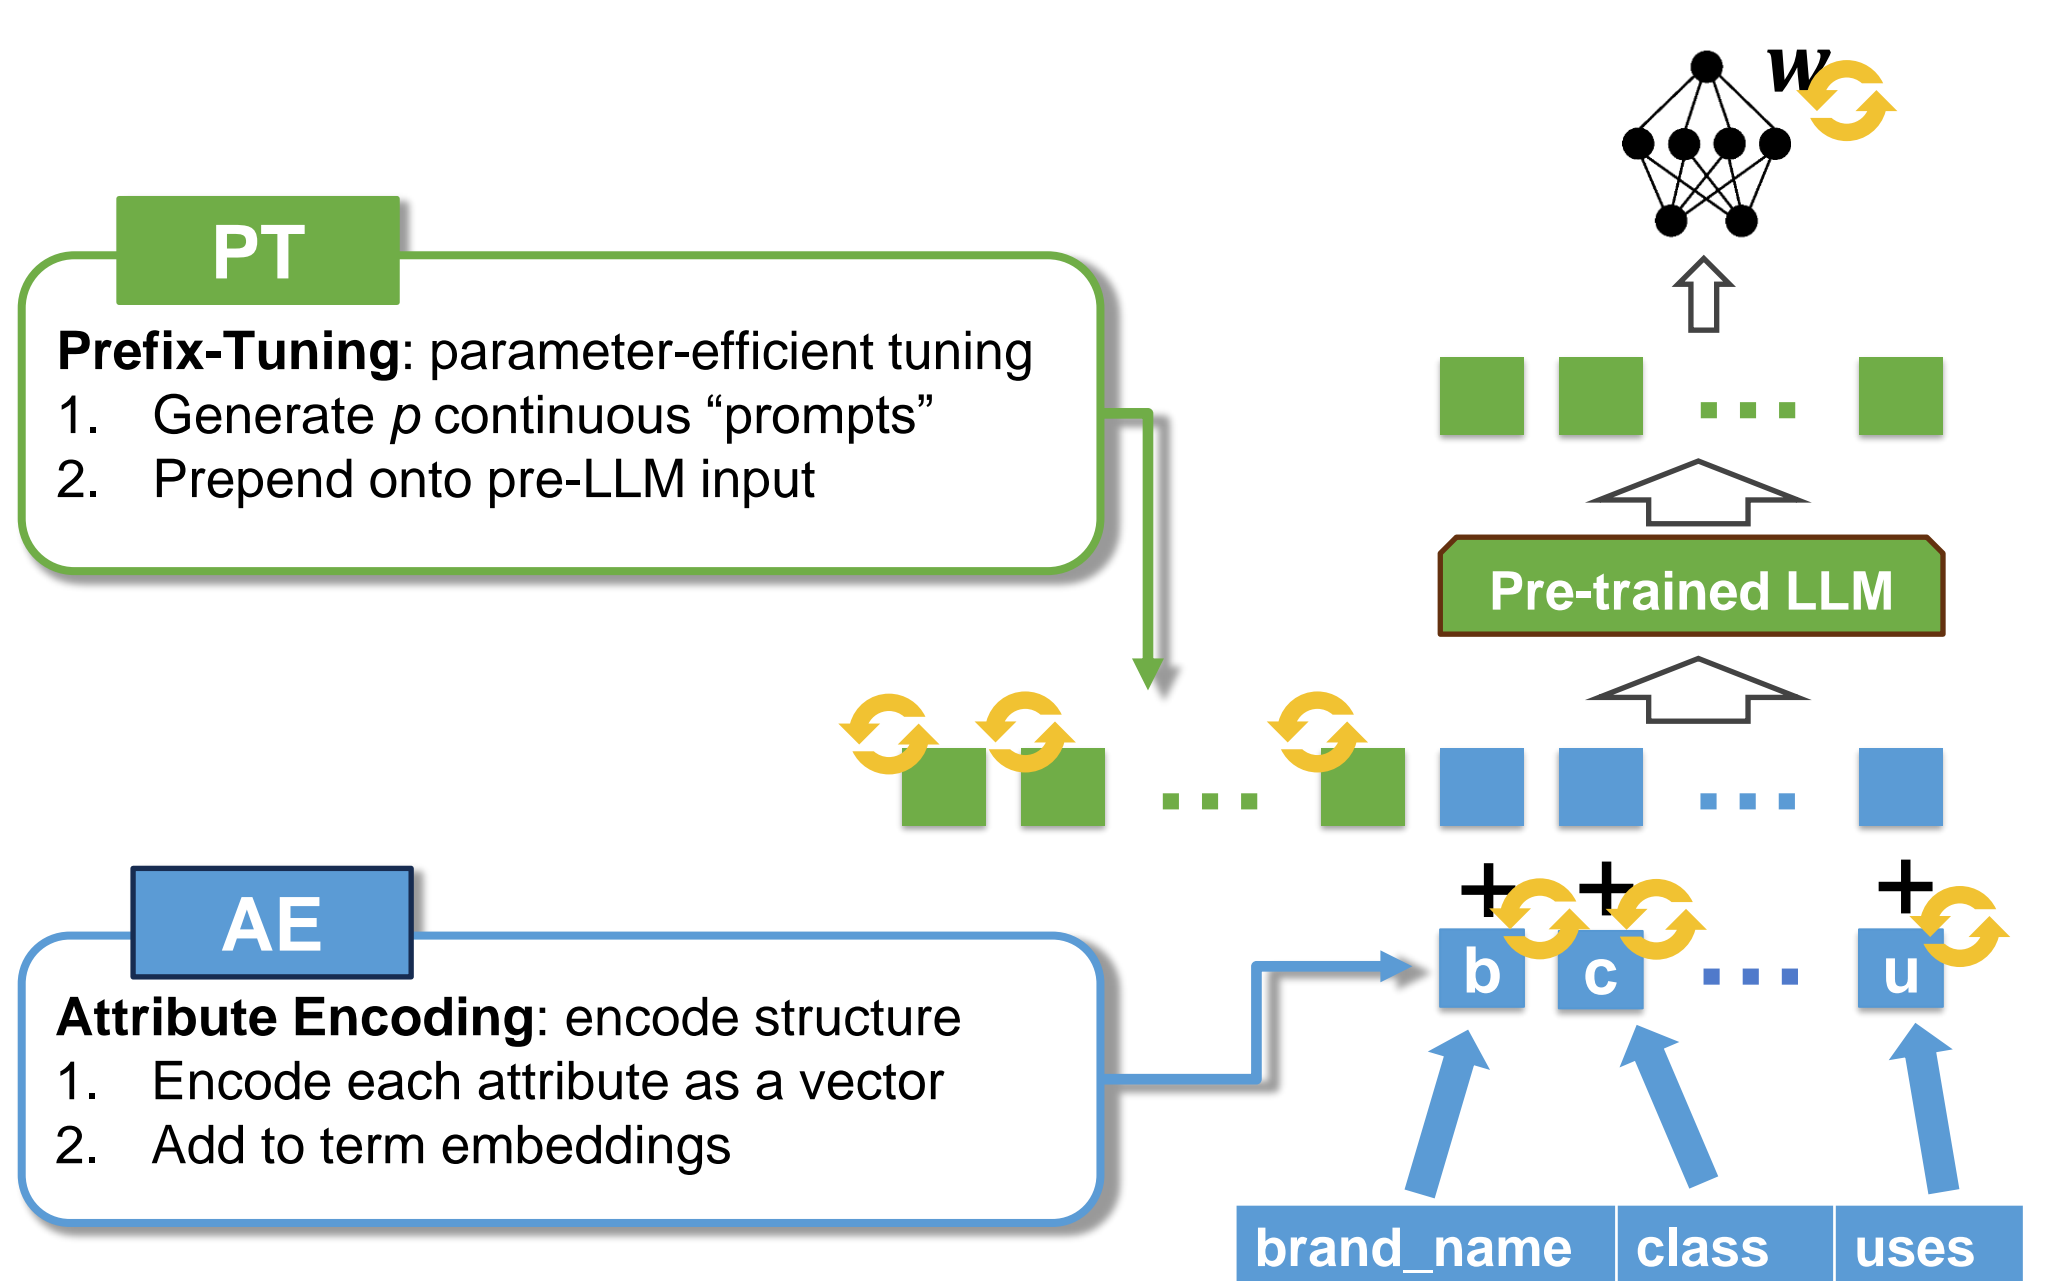 w
PT
Prefix-Tuning: parameter-efficient tuning
1. Generate p continuous “prompts”
2. Prepend onto pre-LLM input
Pre-trained LLM
AE
Attribute Encoding: encode structure
1. Encode each attribute as a vector
2. Add to term embeddings
+ + +
b c ... u
brand_name class uses